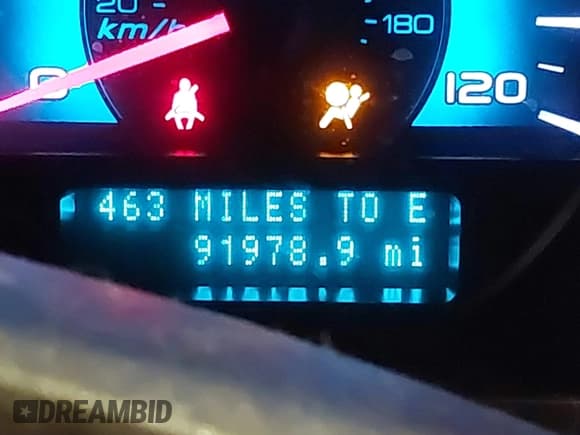 20
km/h
180
0
120
463 MILES TO E
91978.9 mi
DREAMBID